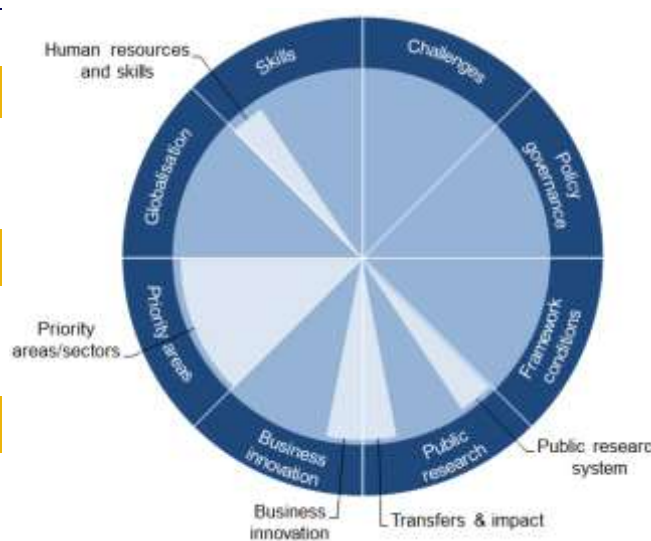 Human resources
and skills
Skills
Challenges
Policy
governance
Globalisation
Priority areas
Framework
conditions
Priority
areas/sectors
Business
innovation
Public
research
Public researc
system
Business
innovation
Transfers & impact